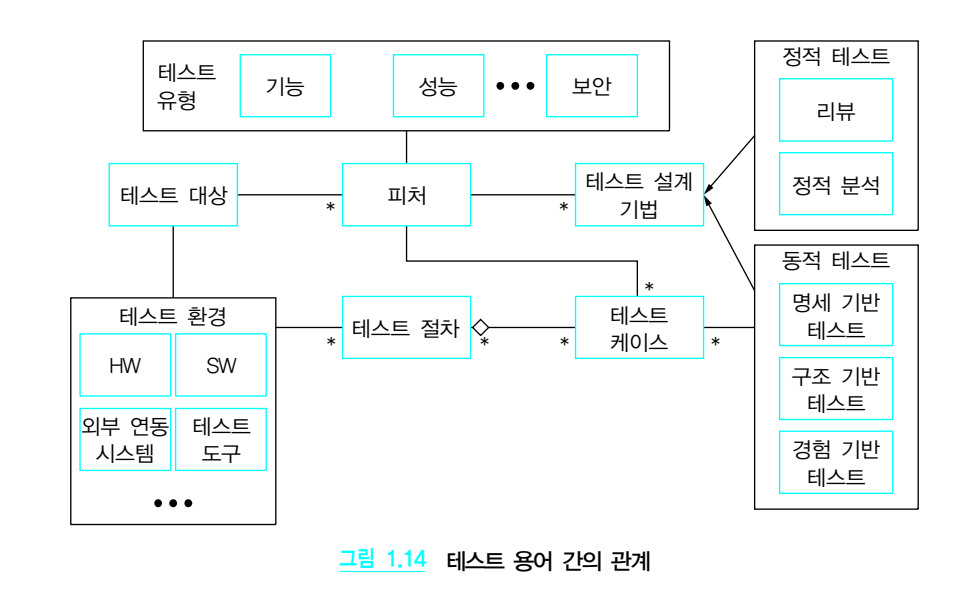 테스트
유형
기능
성능
•••
보안
정적 테스트
리뷰
정적 분석
테스트 대상
*
피처
*
테스트 설계
기법
동적 테스트
명세 기반
테스트
구조 기반
테스트
경험 기반
테스트
*
테스트 환경
HW
SW
외부 연동
시스템
테스트
도구
•••
*
테스트 절차
*
*
테스트
케이스
*
그림 1.14 테스트 용어 간의 관계